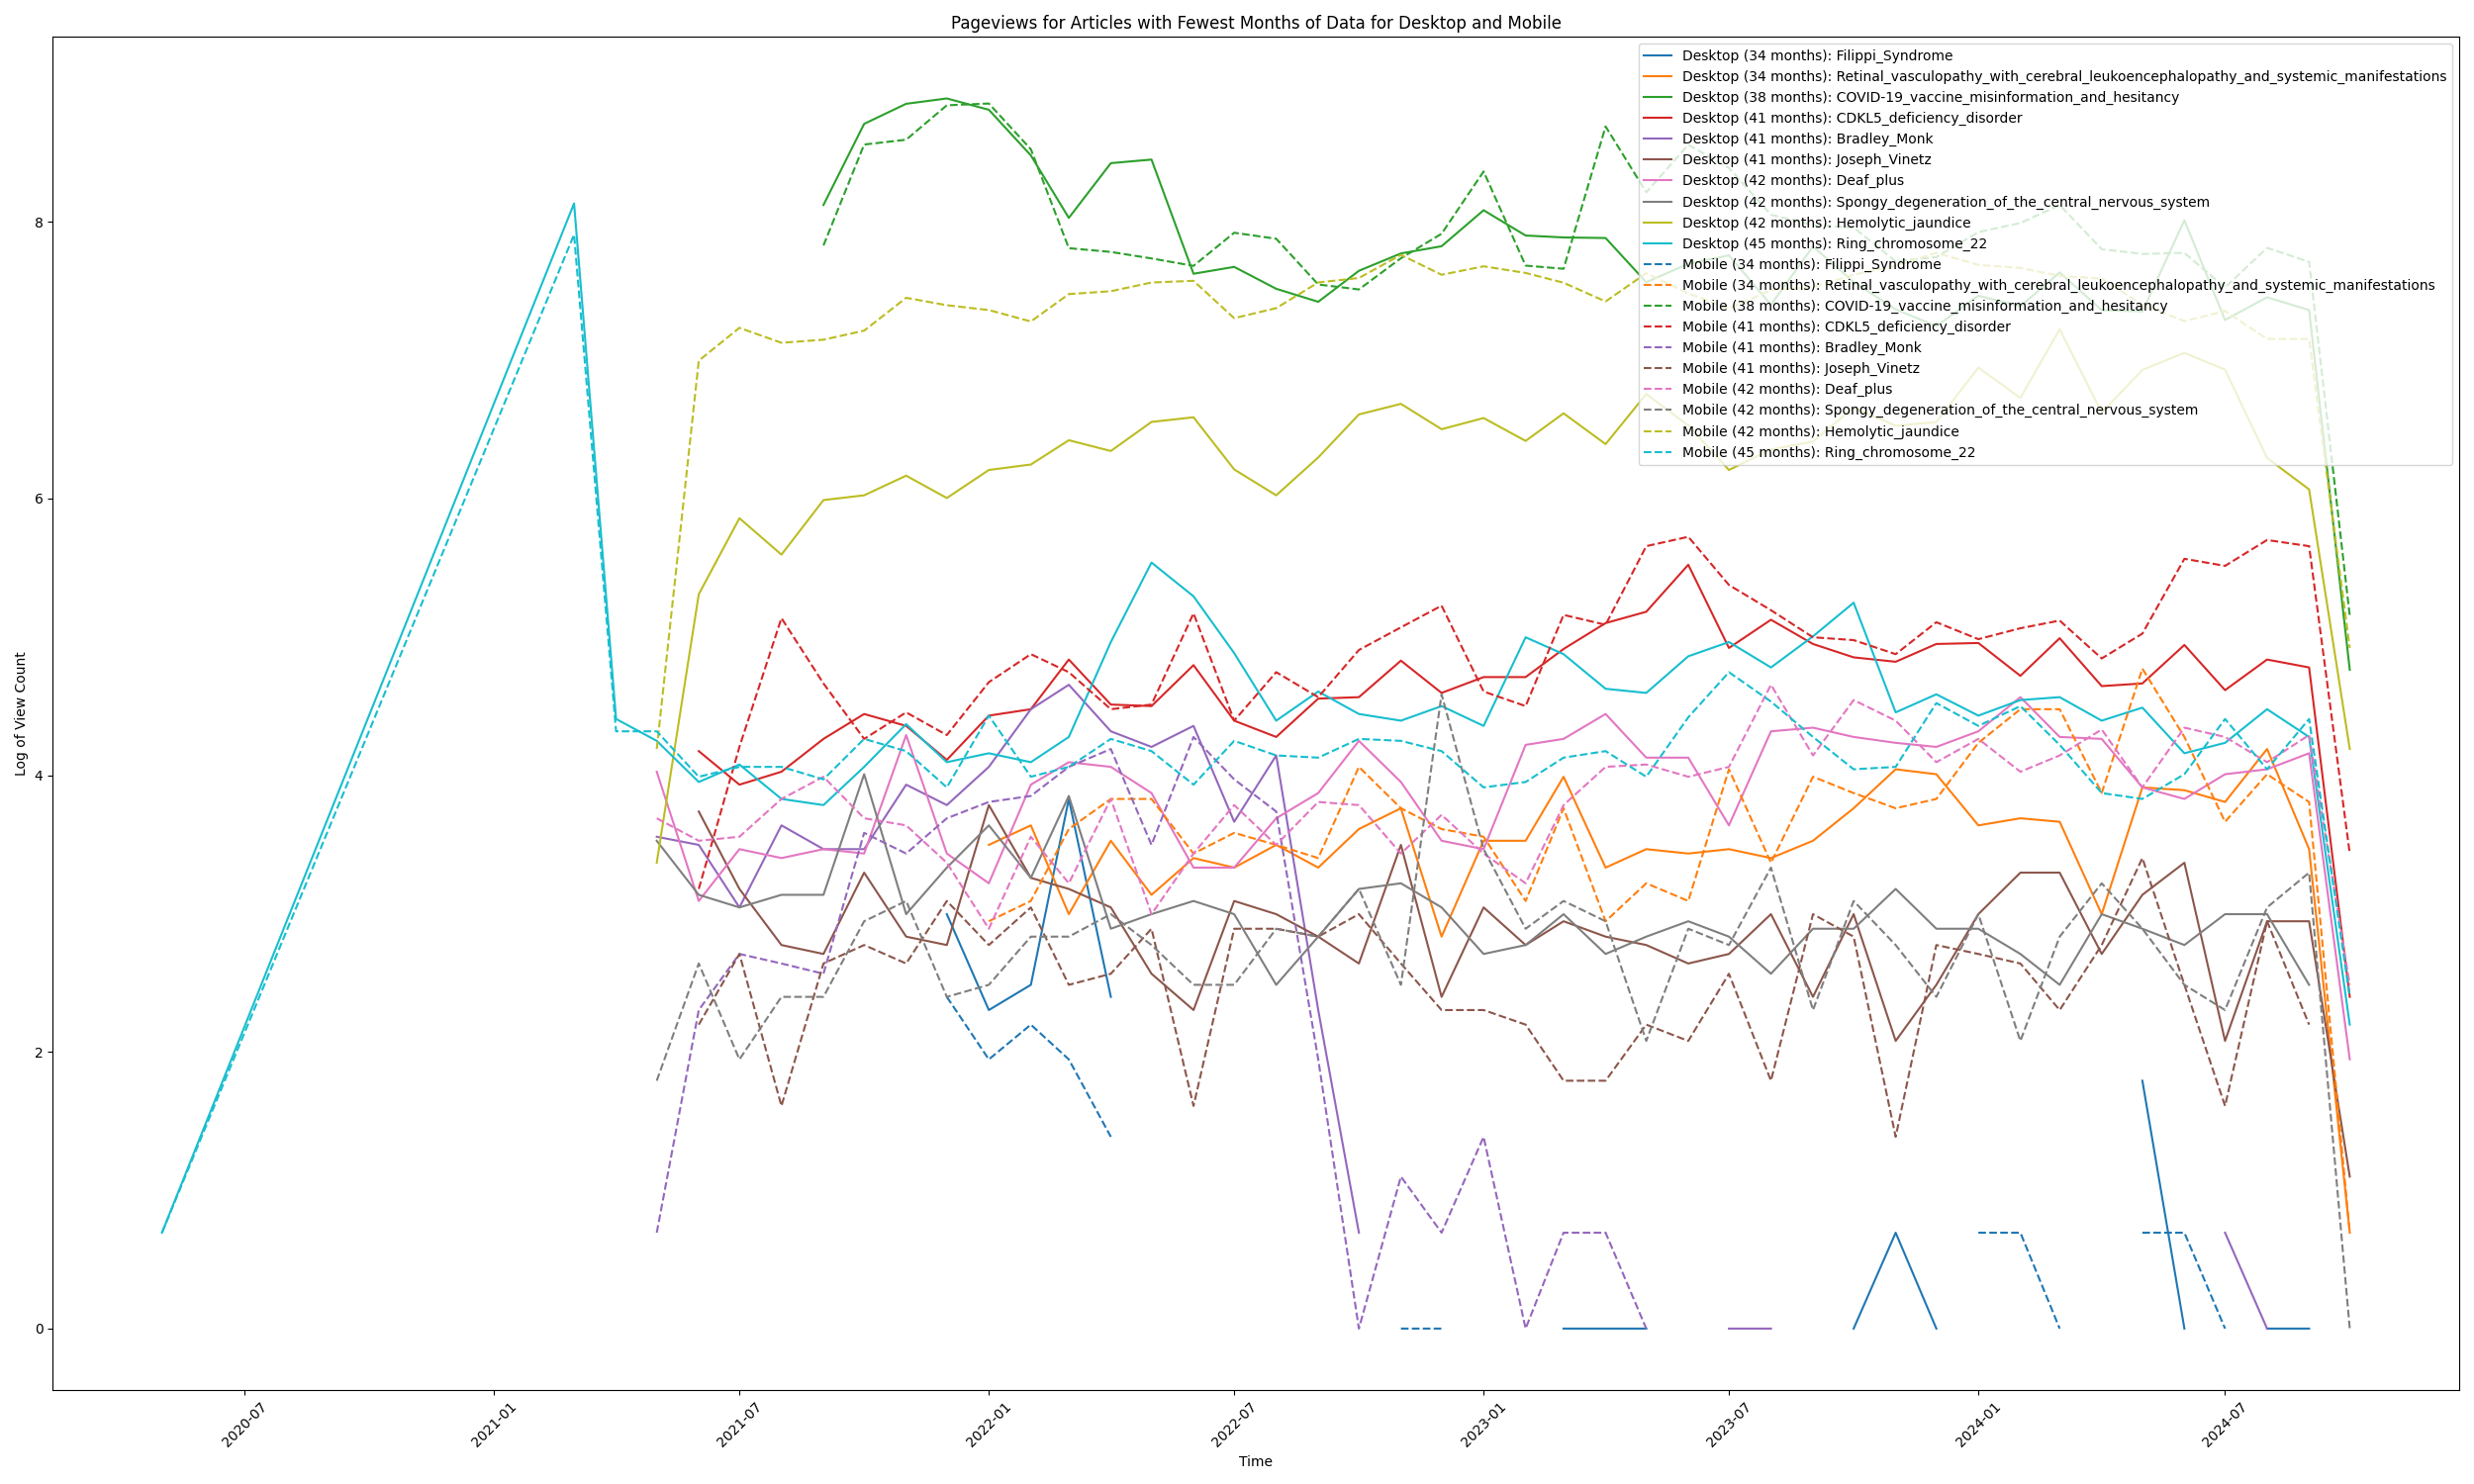 Pageviews for Articles with Fewest Months of Data for Desktop and Mobile
Desktop (34 months): Filippi_Syndrome
Desktop (34 months): Retinal_vasculopathy_with_cerebral_leukoencephalopathy_and_systemic_manifestations
Desktop (38 months): COVID-19_vaccine_misinformation_and_hesitancy
Desktop (41 months): CDKL5_deficiency_disorder
Desktop (41 months): Bradley_Monk
Desktop (41 months): Joseph_Vinetz
Desktop (42 months): Deaf_plus
Desktop (42 months): Spongy_degeneration_of_the_central_nervous_system
Desktop (42 months): Hemolytic_jaundice
Desktop (45 months): Ring_chromosome_22
Mobile (34 months): Filippi_Syndrome
Mobile (34 months): Retinal_vasculopathy_with_cerebral_leukoencephalopathy_and_systemic_manifestations
Mobile (38 months): COVID-19_vaccine_misinformation_and_hesitancy
Mobile (41 months): CDKL5_deficiency_disorder
Mobile (41 months): Bradley_Monk
Mobile (41 months): Joseph_Vinetz
Mobile (42 months): Deaf_plus
Mobile (42 months): Spongy_degeneration_of_the_central_nervous_system
Mobile (42 months): Hemolytic_jaundice
Mobile (45 months): Ring_chromosome_22
Log of View Count
8
6
4
2
0
2020-07
2021-01
2021-07
2022-01
2022-07
2023-01
2023-07
2024-01
2024-07
Time